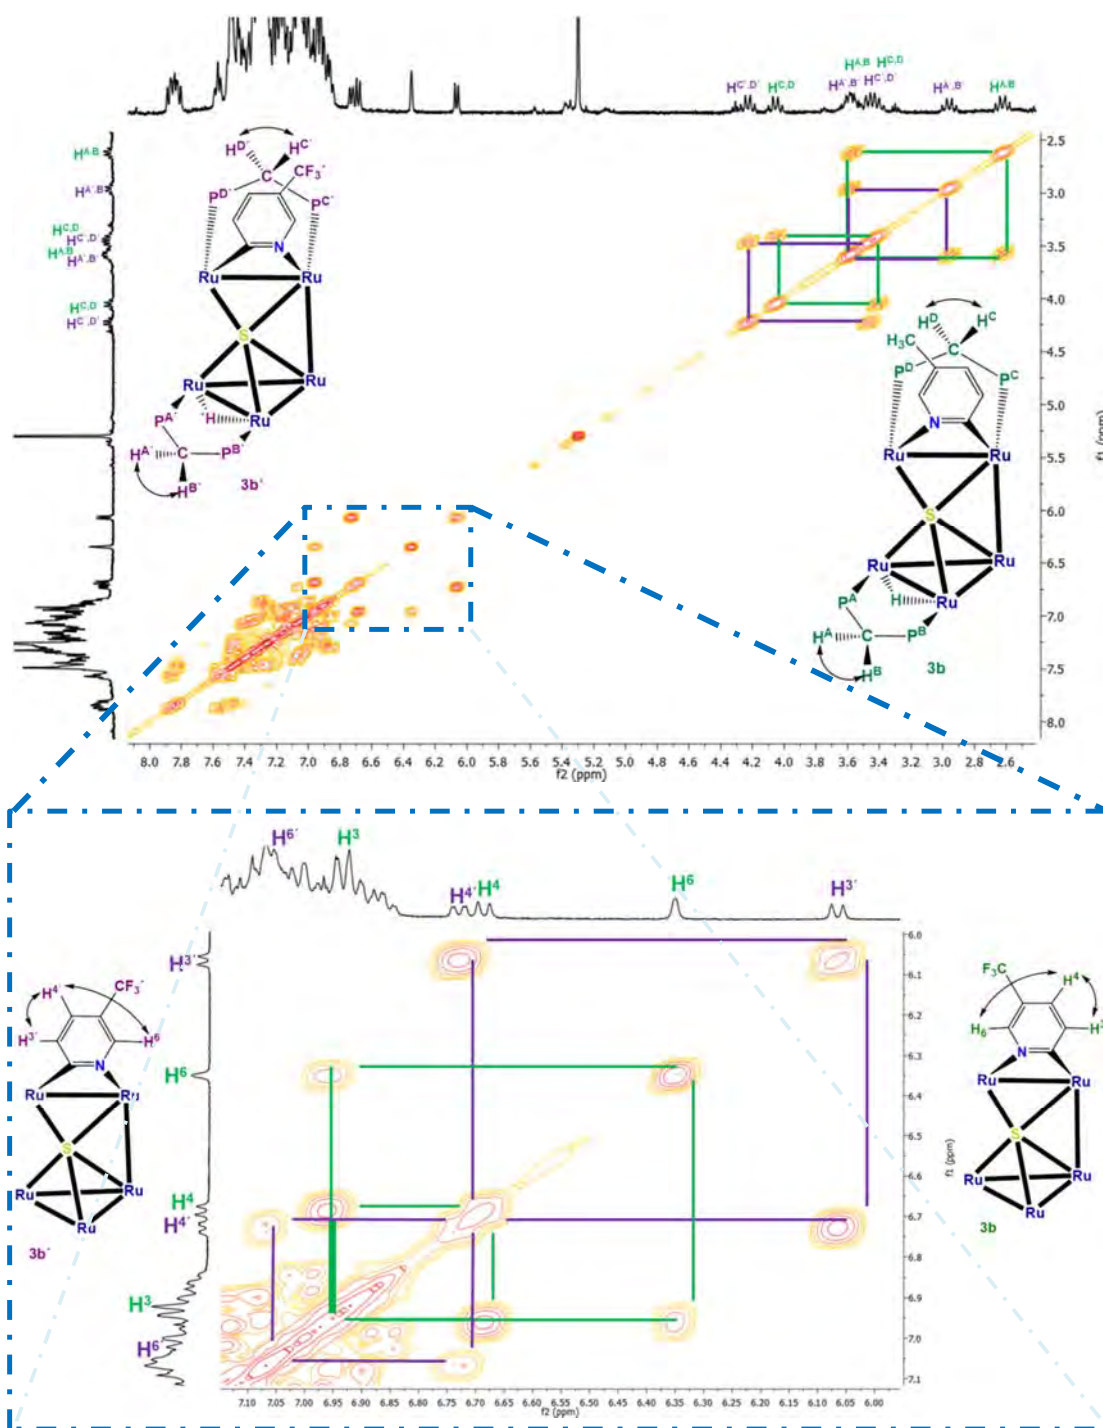 H^A,B H^C,D
H^C',D' H^C,D H^A',B' H^C',D' H^A',B' H^A,B
H^A,B
H^A',B'
H^C,D
H^C',D'
H^A,B
H^A',B'
H^C,D
H^C',D'
H^D' H^C'
C CF₃'
P^D' P^C'
N
Ru Ru
S
Ru Ru
'H Ru
P^A'
H^A' C P^B'
H^B' 3b'
2.5
3.0
3.5
4.0
4.5
5.0
5.5
6.0
6.5
7.0
7.5
8.0
f1 (ppm)
H^D H^C
H₃C C
P^D P^C
N
Ru Ru
S
Ru Ru
P^A H Ru
H^A C P^B
H^B 3b
8.0 7.8 7.6 7.4 7.2 7.0 6.8 6.6 6.4 6.2 6.0 5.8 5.6 5.4 5.2 5.0 4.8 4.6 4.4 4.2 4.0 3.8 3.6 3.4 3.2 3.0 2.8 2.6
f2 (ppm)
H^6' H^3 H^4' H^4 H^6 H^3'
H^3'
H^6
H^4
H^4'
H^3
H^6'
H^4' CF₃'
H^3' H^6
N
Ru Ru
S
Ru Ru
Ru
3b'
6.0
6.1
6.2
6.3
6.4
6.5
6.6
6.7
6.8
6.9
7.0
7.1
f1 (ppm)
F₃C H⁴
H₆ H³
N
Ru Ru
S
Ru Ru
Ru
3b
7.10 7.05 7.00 6.95 6.90 6.85 6.80 6.75 6.70 6.65 6.60 6.55 6.50 6.45 6.40 6.35 6.30 6.25 6.20 6.15 6.10 6.05 6.00
f2 (ppm)